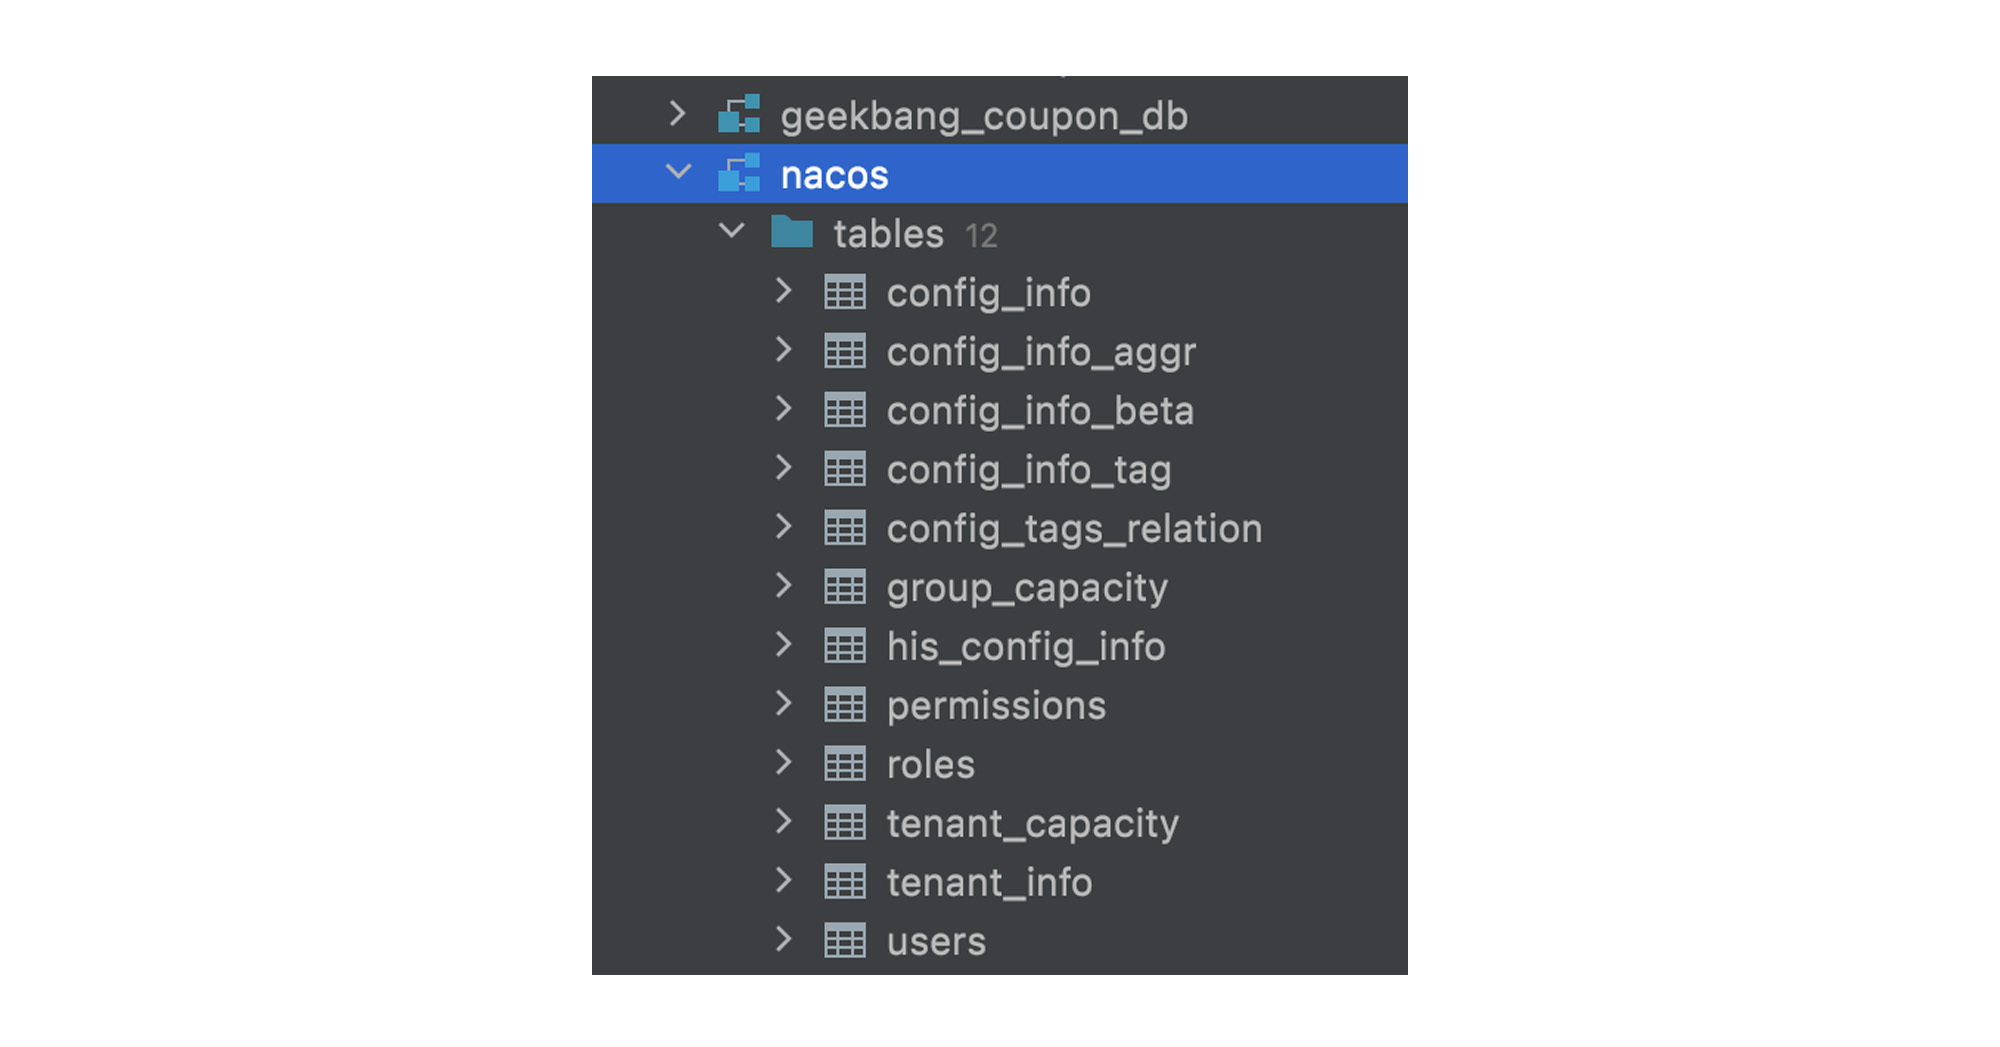 geekbang_coupon_db
nacos
tables 12
config_info
config_info_aggr
config_info_beta
config_info_tag
config_tags_relation
group_capacity
his_config_info
permissions
roles
tenant_capacity
tenant_info
users